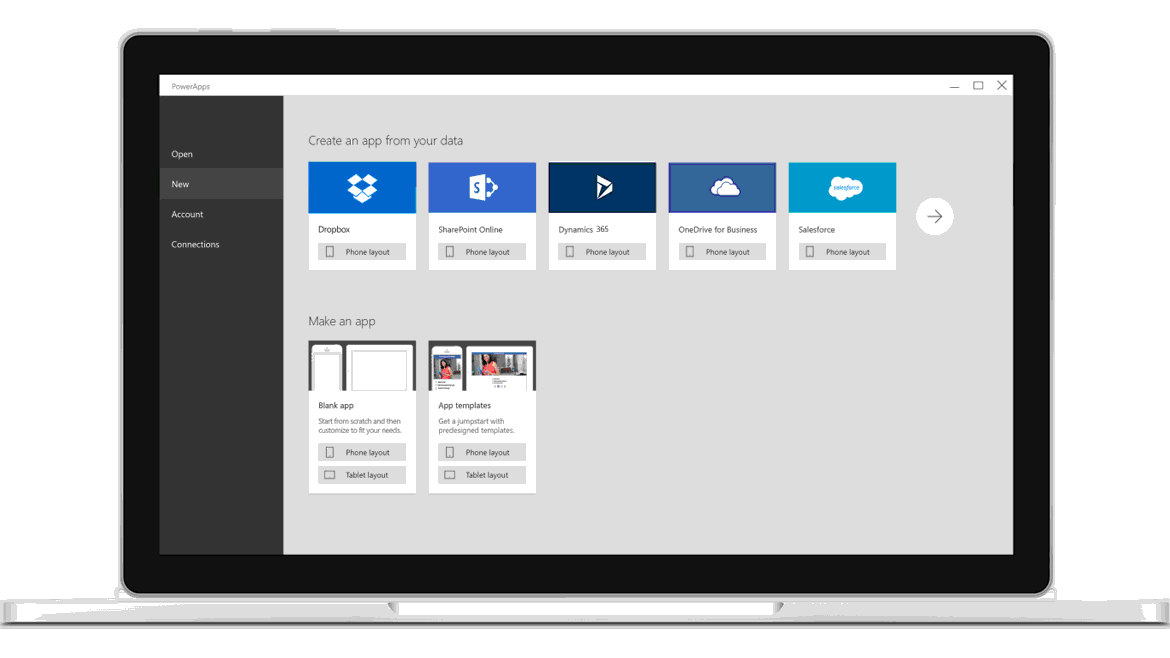 PowerApps
Open
New
Account
Connections
Create an app from your data
S
salesforce
Dropbox
SharePoint Online
Dynamics 365
OneDrive for Business
Salesforce
Phone layout
Phone layout
Phone layout
Phone layout
Phone layout
Make an app
Blank app
Start from scratch and then
customize to fit your needs.
Phone layout
Tablet layout
App templates
Get a jumpstart with
predesigned templates.
Phone layout
Tablet layout